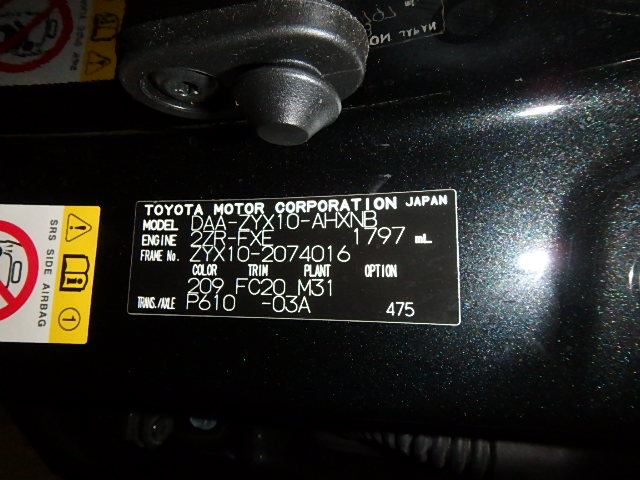 TOYOTA MOTOR CORPORATION JAPAN
MODEL DAA-ZYX10-AHXNB
ENGINE 2ZR-FXE 1797 mL
FRAME No. ZYX10-2074016
COLOR TRIM PLANT OPTION
209 FC20 M31
TRANS./AXLE P610 -03A 475
SRS SIDE AIRBAG
1